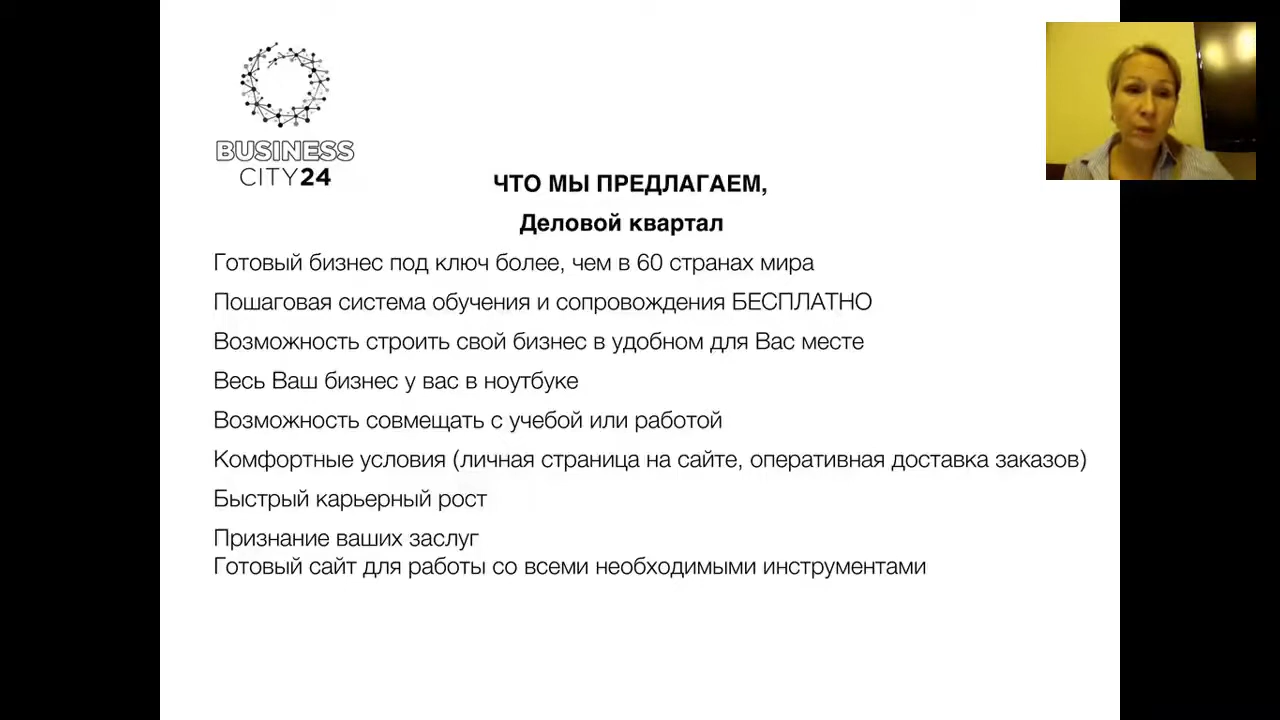 BUSINESS
CITY24
ЧТО МЫ ПРЕДЛАГАЕМ,
Деловой квартал
Готовый бизнес под ключ более, чем в 60 странах мира
Пошаговая система обучения и сопровождения БЕСПЛАТНО
Возможность строить свой бизнес в удобном для Вас месте
Весь Ваш бизнес у вас в ноутбуке
Возможность совмещать с учебой или работой
Комфортные условия (личная страница на сайте, оперативная доставка заказов)
Быстрый карьерный рост
Признание ваших заслуг
Готовый сайт для работы со всеми необходимыми инструментами